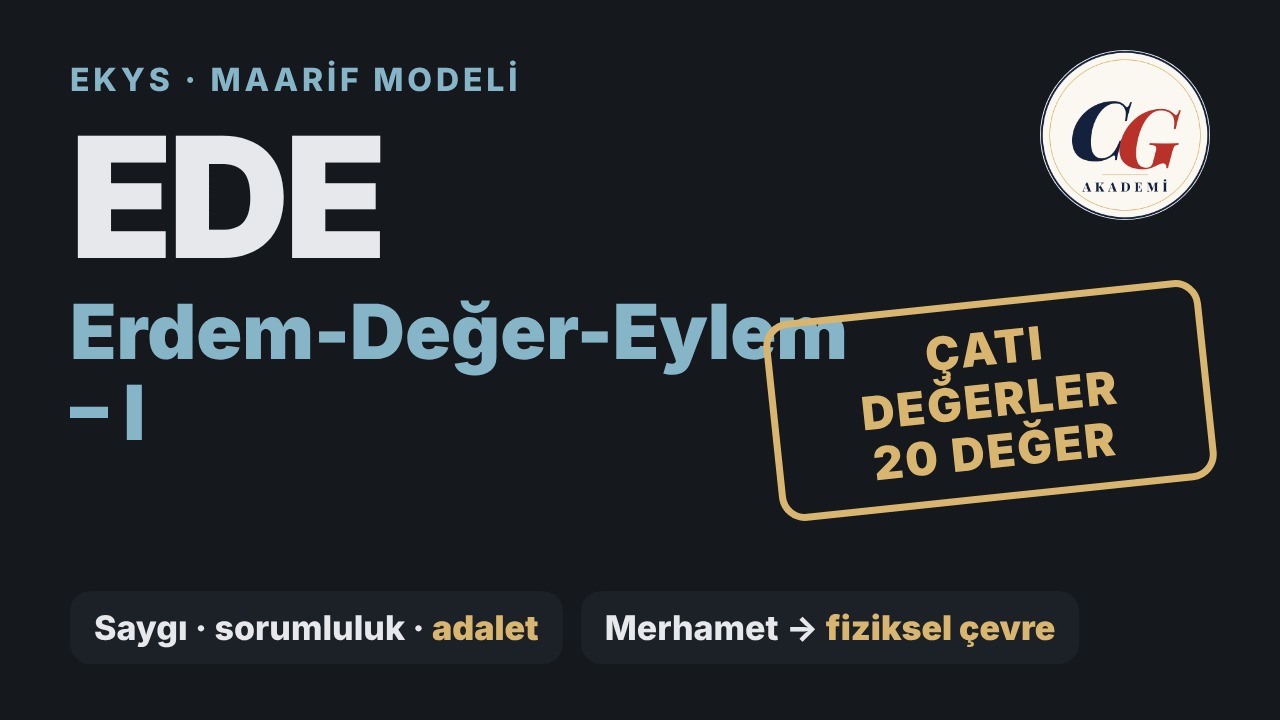 EKYS · MAARİF MODELİ
CG
AKADEMİ
EDE
Erdem-Değer-Eylem
– I
ÇATI
DEĞERLER
20 DEĞER
Saygı · sorumluluk · adalet
Merhamet → fiziksel çevre